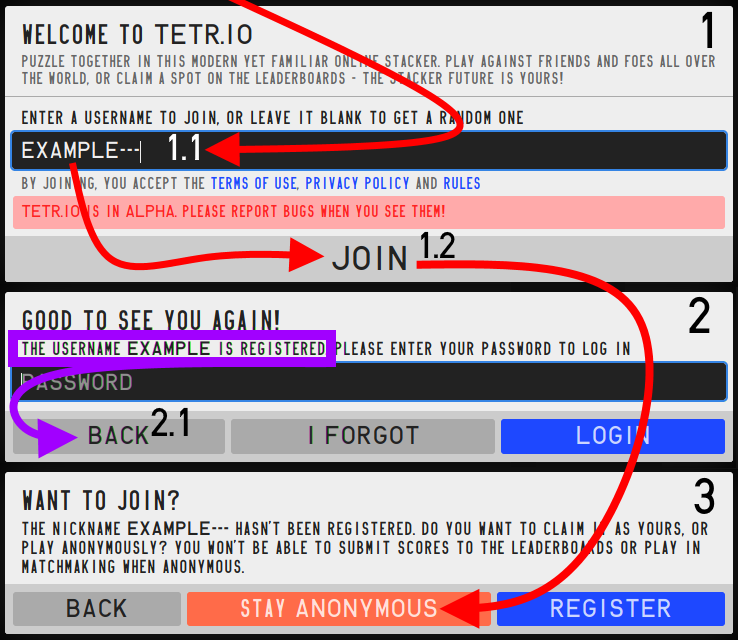 WELCOME TO TETR.IO 1
PUZZLE TOGETHER IN THIS MODERN YET FAMILIAR ONLINE STACKER. PLAY AGAINST FRIENDS AND FOES ALL OVER
THE WORLD, OR CLAIM A SPOT ON THE LEADERBOARDS - THE STACKER FUTURE IS YOURS!
ENTER A USERNAME TO JOIN, OR LEAVE IT BLANK TO GET A RANDOM ONE
EXAMPLE--- 1.1
BY JOINING, YOU ACCEPT THE TERMS OF USE, PRIVACY POLICY AND RULES
TETR.IO IS IN ALPHA. PLEASE REPORT BUGS WHEN YOU SEE THEM!
JOIN 1.2
GOOD TO SEE YOU AGAIN! 2
THE USERNAME EXAMPLE IS REGISTERED. PLEASE ENTER YOUR PASSWORD TO LOG IN
PASSWORD
BACK 2.1 I FORGOT LOGIN
WANT TO JOIN? 3
THE NICKNAME EXAMPLE--- HASN'T BEEN REGISTERED. DO YOU WANT TO CLAIM IT AS YOURS, OR
PLAY ANONYMOUSLY? YOU WON'T BE ABLE TO SUBMIT SCORES TO THE LEADERBOARDS OR PLAY IN
MATCHMAKING WHEN ANONYMOUS.
BACK STAY ANONYMOUS REGISTER